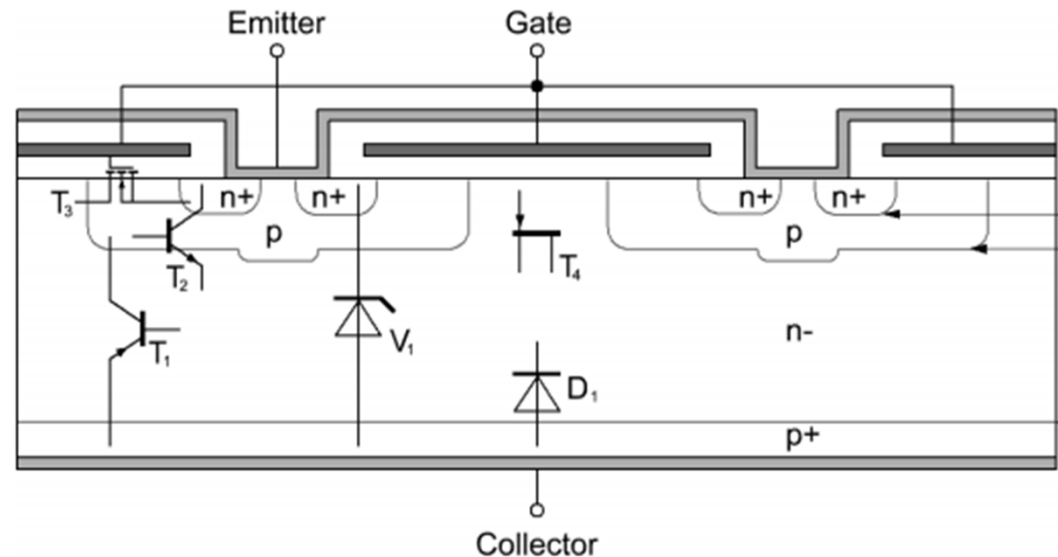 Emitter Gate
n+ n+ n+ n+
T3
p p
T2 T4
V1 n-
T1
D1
p+
Collector